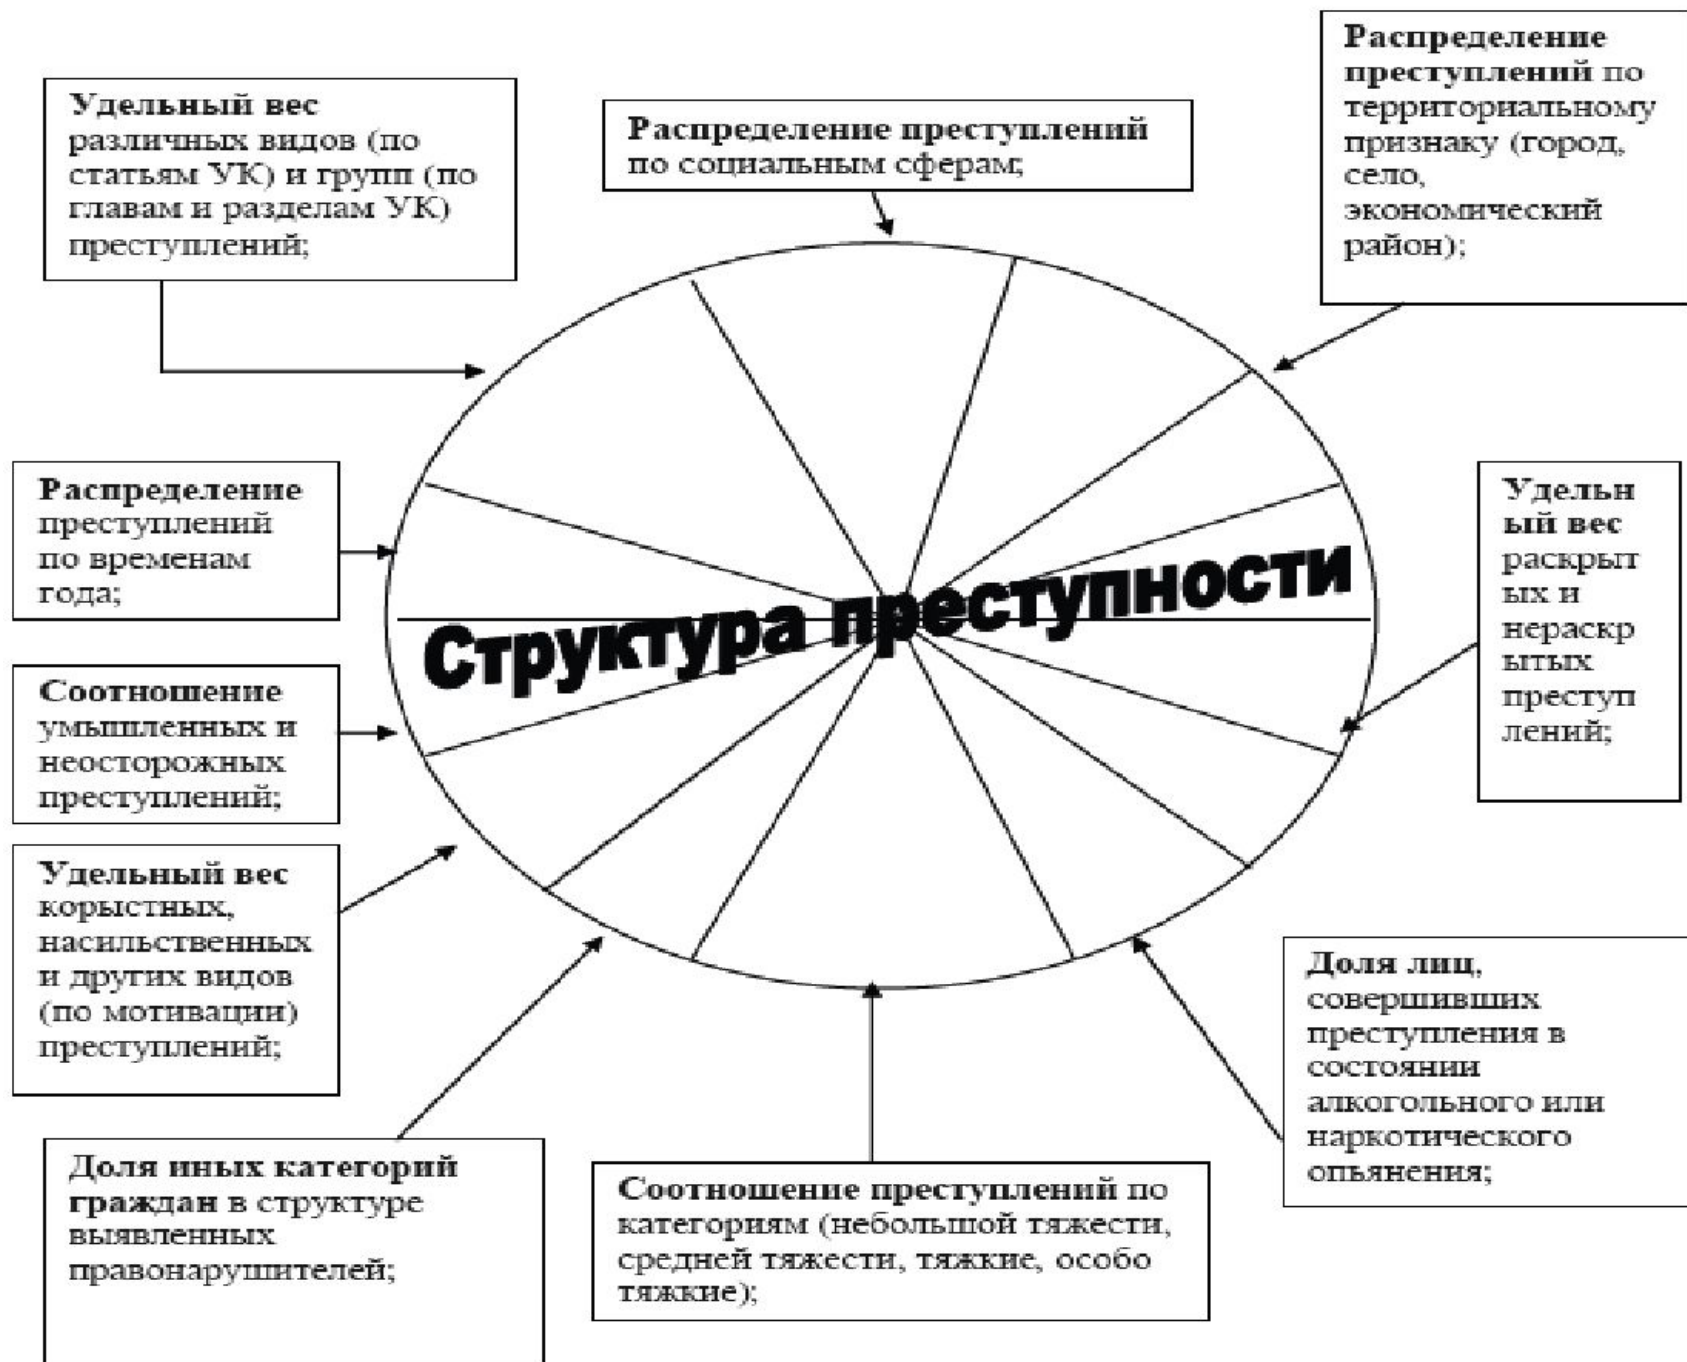 Удельный вес
различных видов (по
статьям УК) и групп (по
главам и разделам УК)
преступлений;
Распределение преступлений
по социальным сферам;
Распределение
преступлений по
территориальному
признаку (город,
село,
экономический
район);
Распределение
преступлений
по временам
года;
Удельн
ый вес
раскрыт
ых и
нераскр
ытых
преступ
лений;
Структура преступности
Соотношение
умышленных и
неосторожных
преступлений;
Удельный вес
корыстных,
насильственных
и других видов
(по мотивации)
преступлений;
Доля лиц,
совершивших
преступления в
состоянии
алкогольного или
наркотического
опьянения;
Доля иных категорий
граждан в структуре
выявленных
правонарушителей;
Соотношение преступлений по
категориям (небольшой тяжести,
средней тяжести, тяжкие, особо
тяжкие);